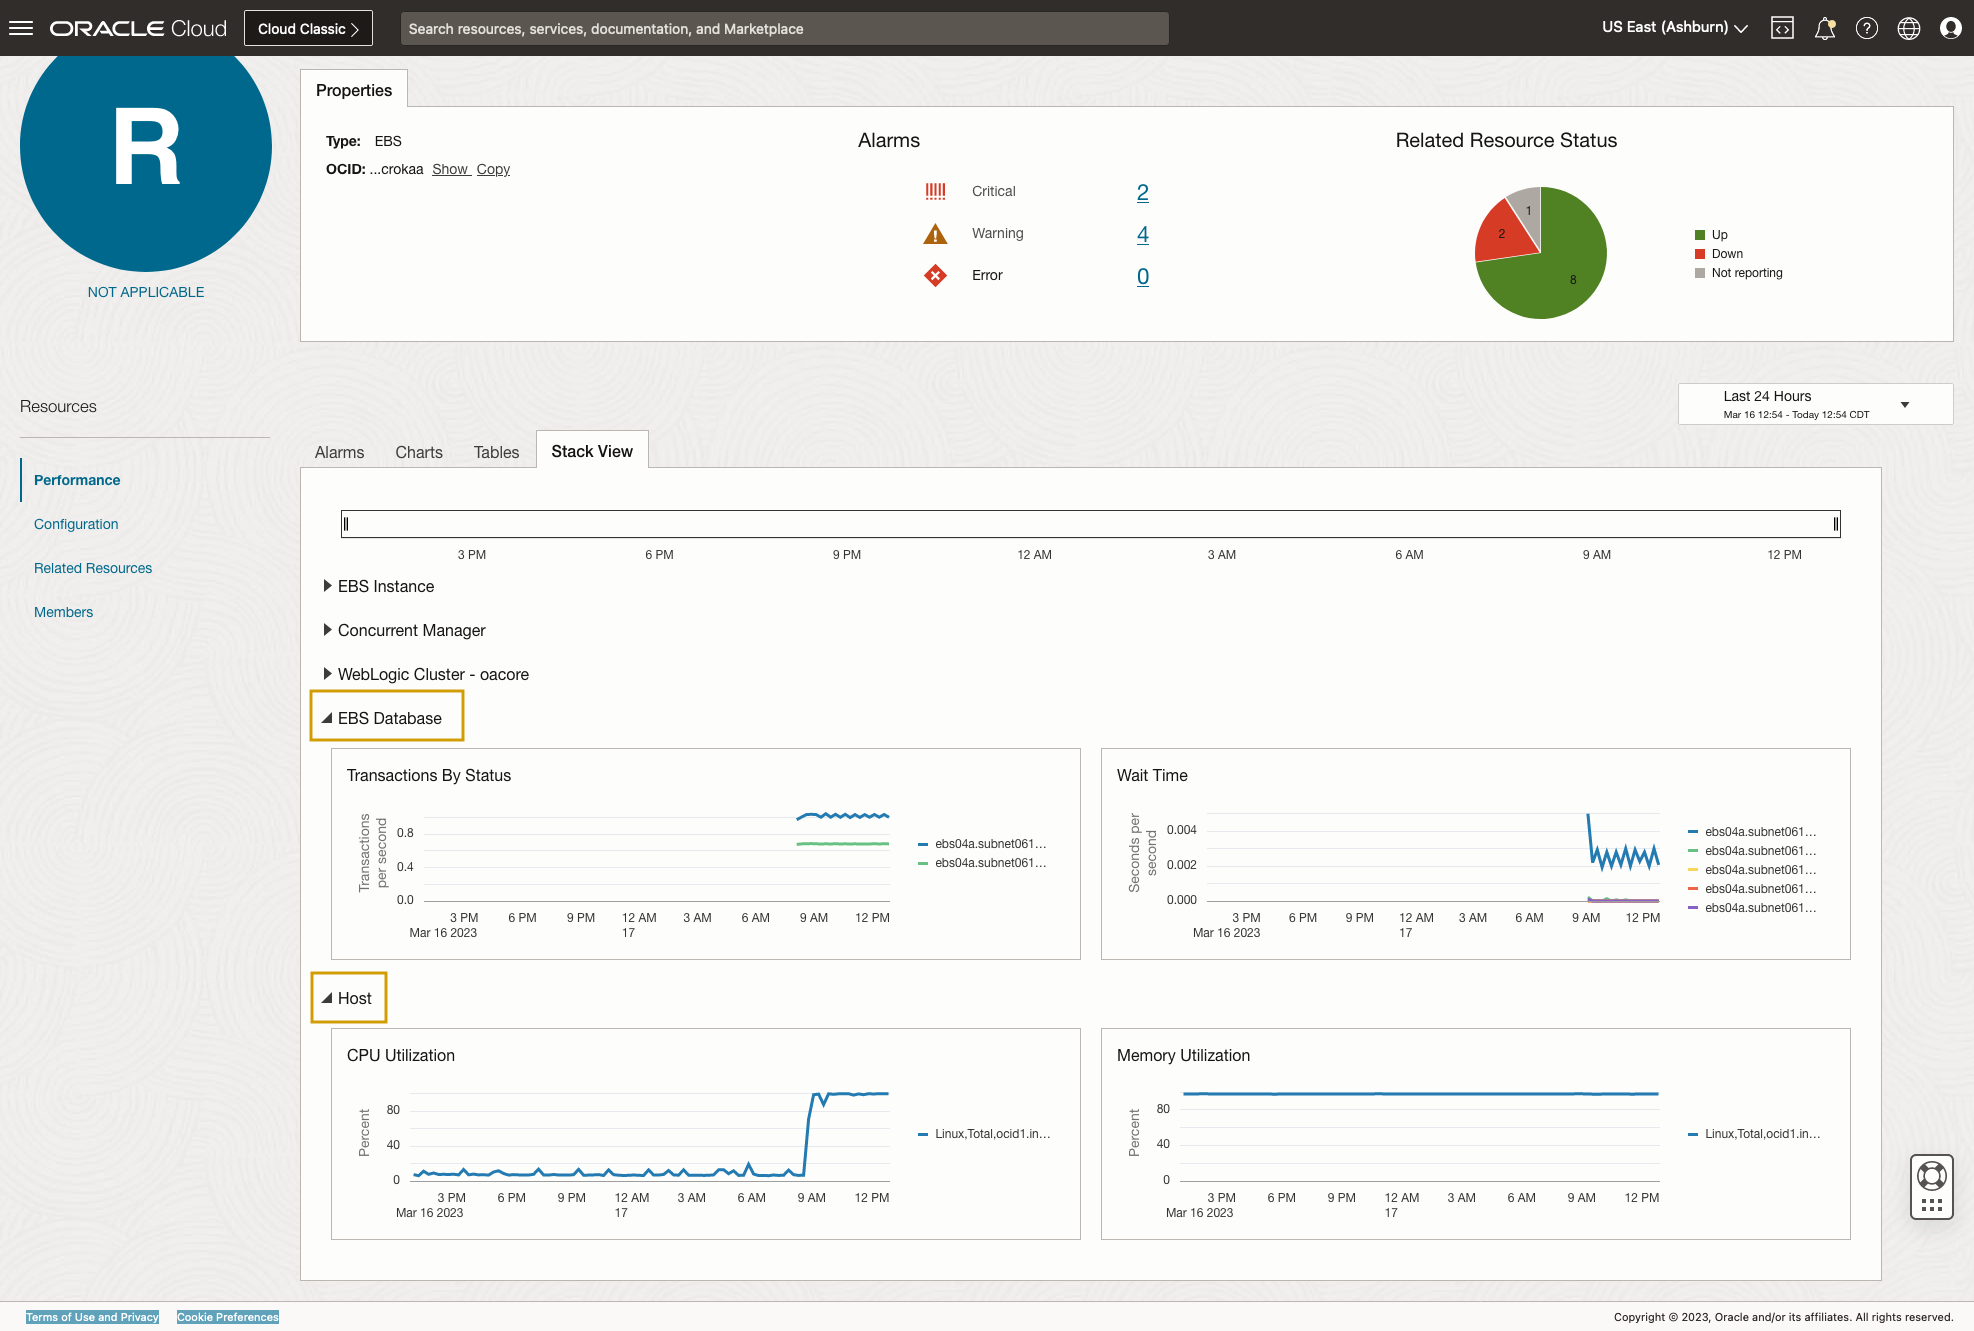 ORACLE Cloud
Cloud Classic
Search resources, services, documentation, and Marketplace
US East (Ashburn)
R
NOT APPLICABLE
Properties
Type: EBS
OCID: ...crokaa Show Copy
Alarms
Critical 2
Warning 4
Error 0
Related Resource Status
1
2
8
Up
Down
Not reporting
Resources
Performance
Configuration
Related Resources
Members
Last 24 Hours
Mar 16 12:54 - Today 12:54 CDT
Alarms Charts Tables Stack View
3 PM 6 PM 9 PM 12 AM 3 AM 6 AM 9 AM 12 PM
EBS Instance
Concurrent Manager
WebLogic Cluster - oacore
EBS Database
Transactions By Status
Transactions
per second
0.8
0.4
0.0
3 PM 6 PM 9 PM 12 AM 3 AM 6 AM 9 AM 12 PM
Mar 16 2023 17
ebs04a.subnet061...
ebs04a.subnet061...
Wait Time
Seconds per
second
0.004
0.002
0.000
3 PM 6 PM 9 PM 12 AM 3 AM 6 AM 9 AM 12 PM
Mar 16 2023 17
ebs04a.subnet061...
ebs04a.subnet061...
ebs04a.subnet061...
ebs04a.subnet061...
ebs04a.subnet061...
Host
CPU Utilization
Percent
80
40
0
3 PM 6 PM 9 PM 12 AM 3 AM 6 AM 9 AM 12 PM
Mar 16 2023 17
Linux,Total,ocid1.in...
Memory Utilization
Percent
80
40
0
3 PM 6 PM 9 PM 12 AM 3 AM 6 AM 9 AM 12 PM
Mar 16 2023 17
Linux,Total,ocid1.in...
Terms of Use and Privacy Cookie Preferences
Copyright © 2023, Oracle and/or its affiliates. All rights reserved.